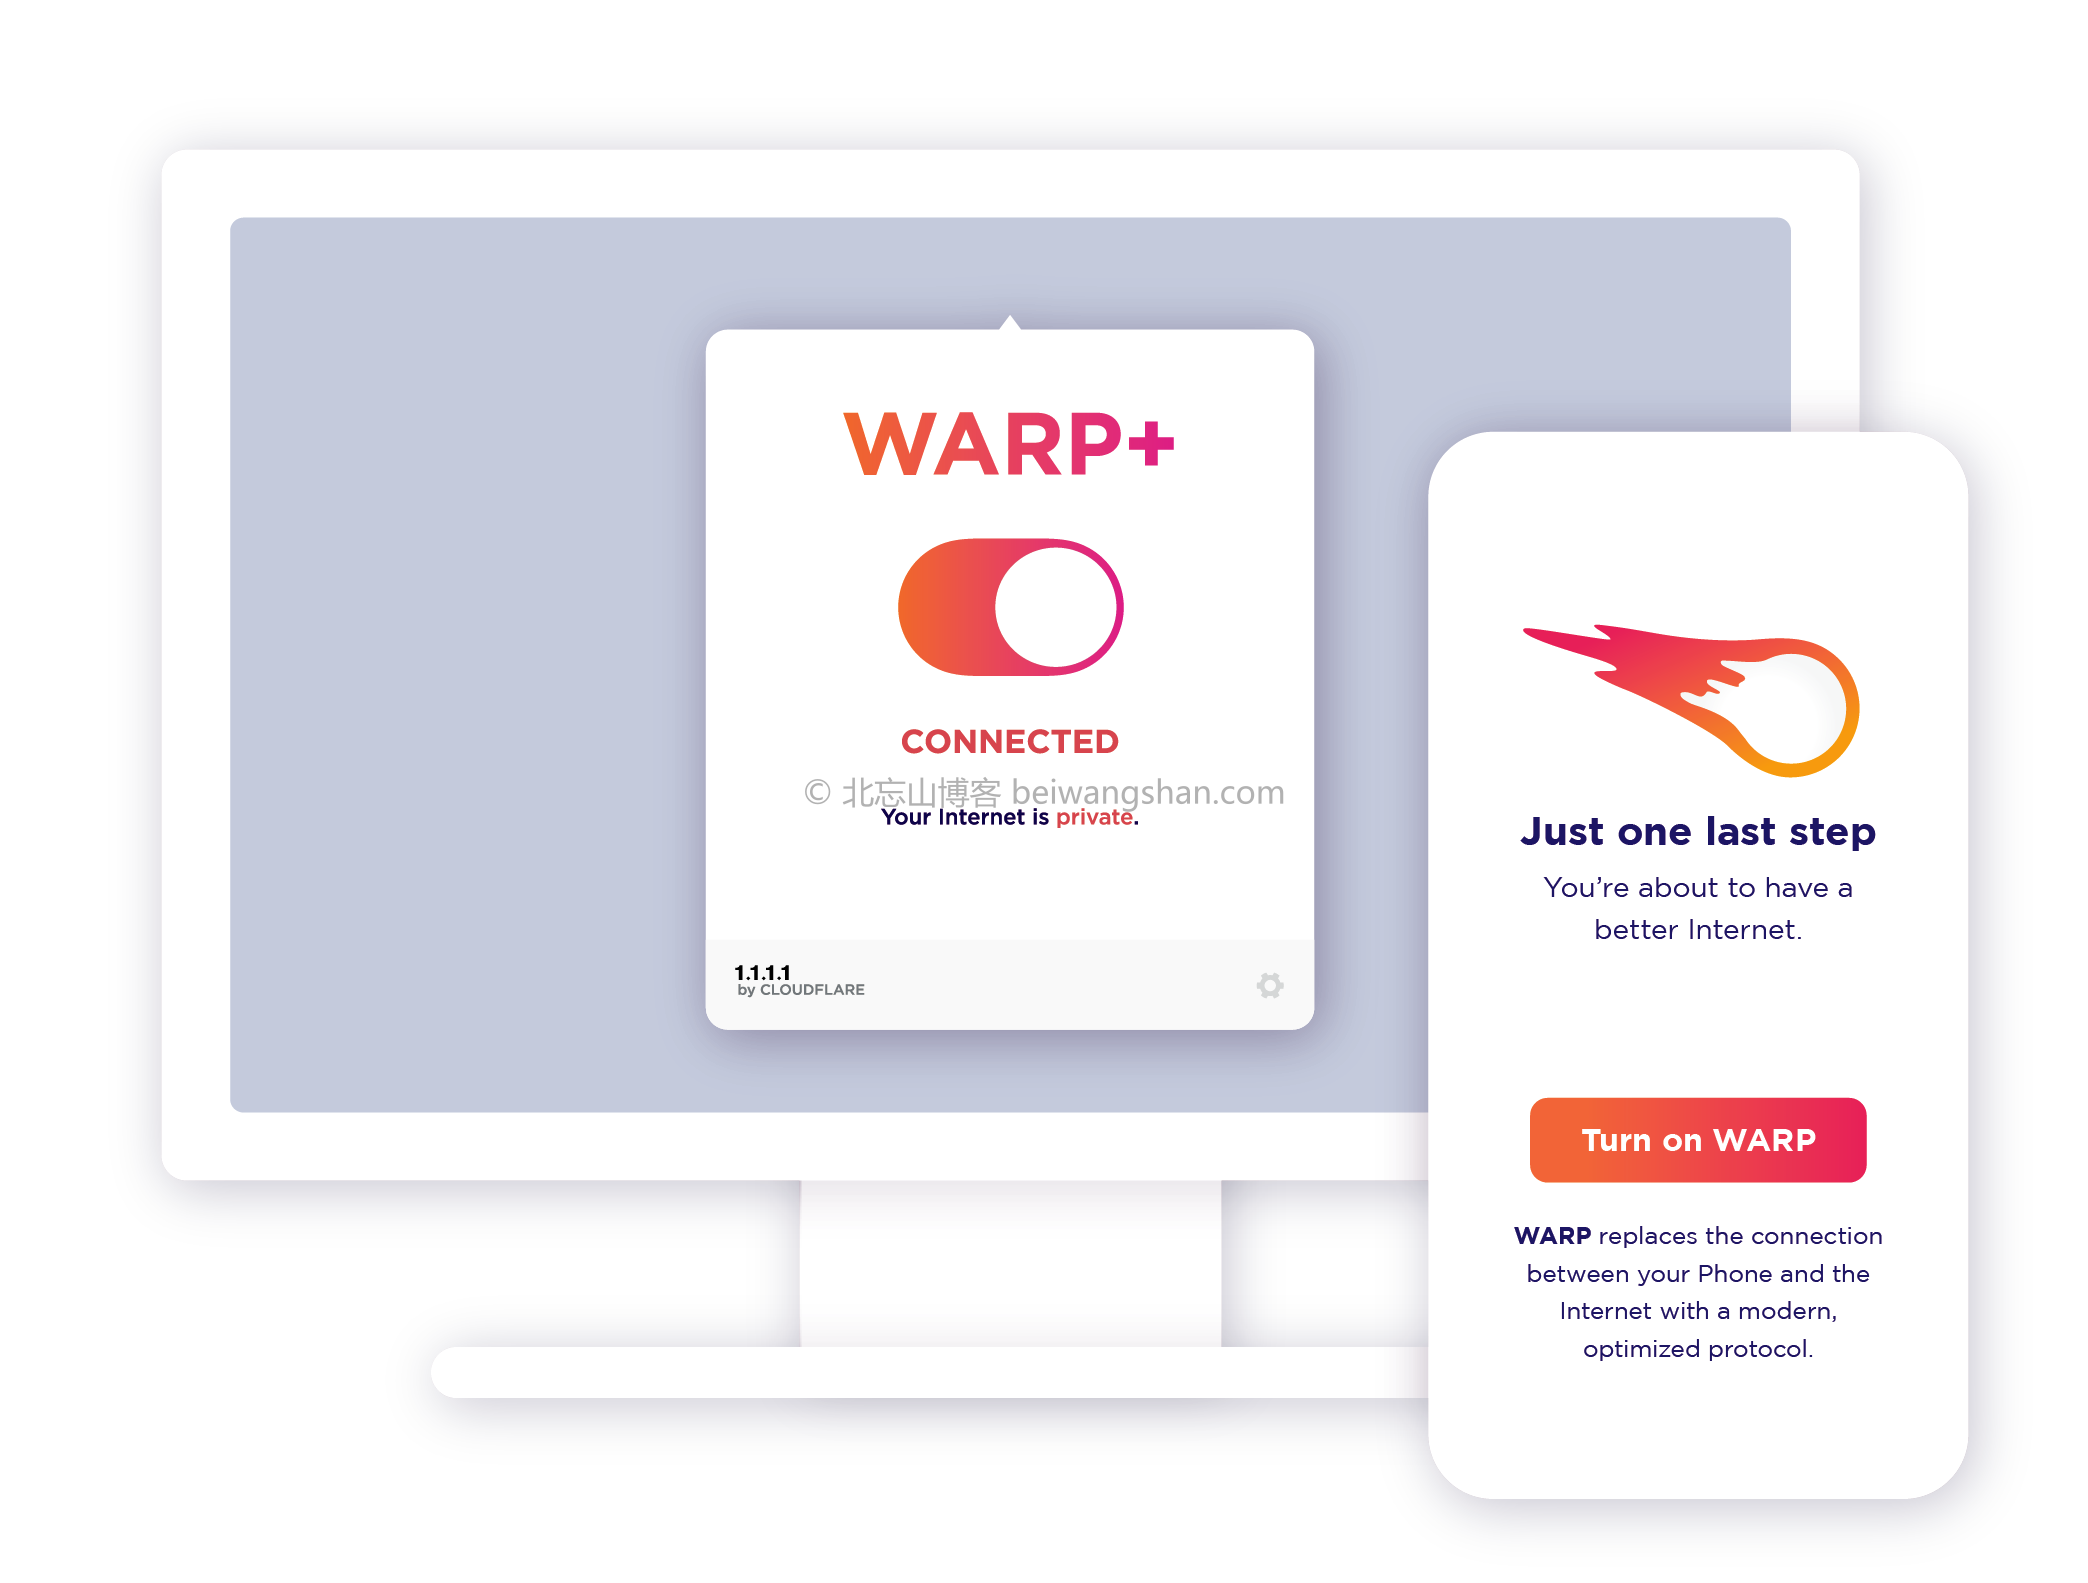 WARP+
CONNECTED
© 北忘山博客 beiwangshan.com
Your Internet is private.
1.1.1.1
by CLOUDFLARE
Just one last step
You’re about to have a
better Internet.
Turn on WARP
WARP replaces the connection
between your Phone and the
Internet with a modern,
optimized protocol.